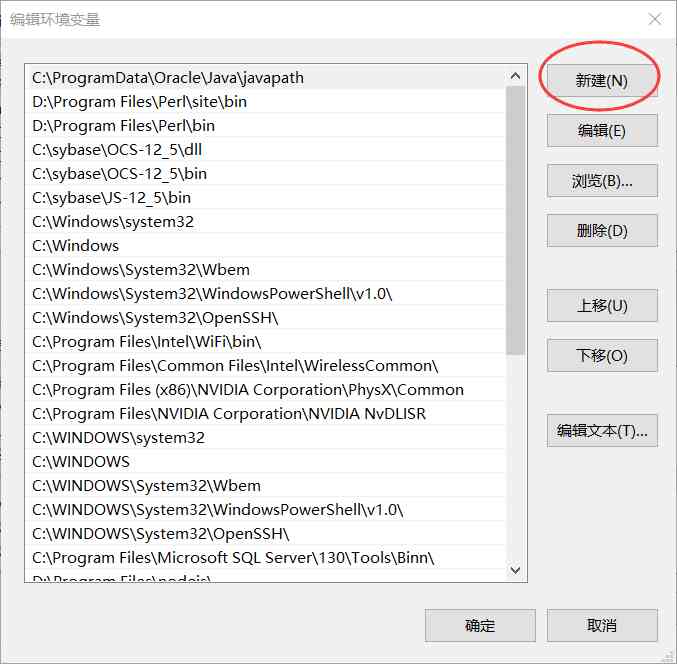 编辑环境变量
C:\ProgramData\Oracle\Java\javapath
新建(N)
D:\Program Files\Perl\site\bin
D:\Program Files\Perl\bin
编辑(E)
C:\sybase\OCS-12_5\dll
C:\sybase\OCS-12_5\bin
浏览(B)...
C:\sybase\JS-12_5\bin
C:\Windows\system32
删除(D)
C:\Windows
C:\Windows\System32\Wbem
C:\Windows\System32\WindowsPowerShell\v1.0\
上移(U)
C:\Windows\System32\OpenSSH\
C:\Program Files\Intel\WiFi\bin\
下移(O)
C:\Program Files\Common Files\Intel\WirelessCommon\
C:\Program Files (x86)\NVIDIA Corporation\PhysX\Common
C:\Program Files\NVIDIA Corporation\NVIDIA NvDLISR
编辑文本(T)...
C:\WINDOWS\system32
C:\WINDOWS
C:\WINDOWS\System32\Wbem
C:\WINDOWS\System32\WindowsPowerShell\v1.0\
C:\WINDOWS\System32\OpenSSH\
C:\Program Files\Microsoft SQL Server\130\Tools\Binn\
D:\Program Files\nodejs\
确定
取消